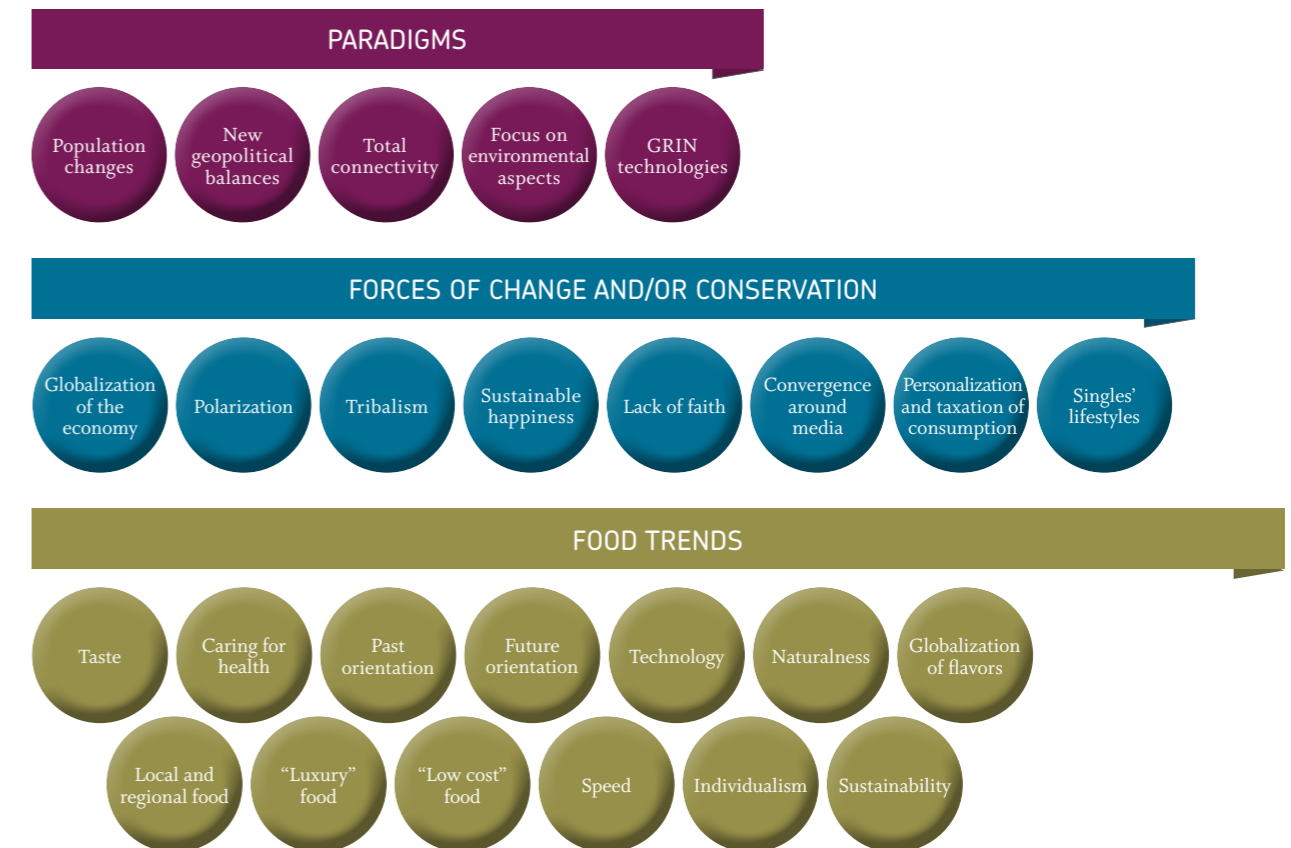 PARADIGMS
Population
changes
New
geopolitical
balances
Total
connectivity
Focus on
environmental
aspects
GRIN
technologies
FORCES OF CHANGE AND/OR CONSERVATION
Globalization
of the
economy
Polarization
Tribalism
Sustainable
happiness
Lack of faith
Convergence
around
media
Personalization
and taxation of
consumption
Singles’
lifestyles
FOOD TRENDS
Taste
Caring for
health
Past
orientation
Future
orientation
Technology
Naturalness
Globalization
of flavors
Local and
regional food
“Luxury”
food
“Low cost”
food
Speed
Individualism
Sustainability